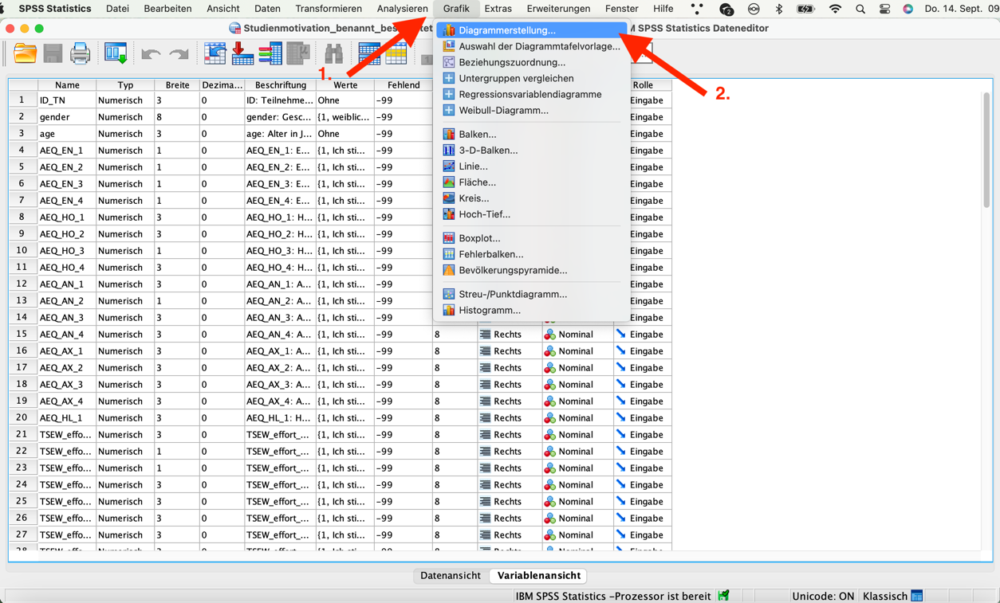 SPSS Statistics Datei Bearbeiten Ansicht Daten Transformieren Analysieren Grafik Extras Erweiterungen Fenster Hilfe 2 Do. 14. Sept. 09
Studienmotivation_benannt_be tet M SPSS Statistics Dateneditor
1.
2.
Diagrammerstellung...
Auswahl der Diagrammtafelvorlage...
Beziehungszuordnung...
Untergruppen vergleichen
Regressionsvariablendiagramme
Weibull-Diagramm...
Balken...
3-D-Balken...
Linie...
Fläche...
Kreis...
Hoch-Tief...
Boxplot...
Fehlerbalken...
Bevölkerungspyramide...
Streu-/Punktdiagramm...
Histogramm...
Name Typ Breite Dezima... Beschriftung Werte Fehlend Rolle
1 ID_TN Numerisch 3 0 ID: Teilnehme... Ohne -99 Eingabe
2 gender Numerisch 8 0 gender: Gesc... {1, weiblic... -99 Eingabe
3 age Numerisch 3 0 age: Alter in J... Ohne -99 Eingabe
4 AEQ_EN_1 Numerisch 1 0 AEQ_EN_1: E... {1, Ich sti... -99 Eingabe
5 AEQ_EN_2 Numerisch 1 0 AEQ_EN_2: E... {1, Ich sti... -99 Eingabe
6 AEQ_EN_3 Numerisch 1 0 AEQ_EN_3: E... {1, Ich sti... -99 Eingabe
7 AEQ_EN_4 Numerisch 1 0 AEQ_EN_4: E... {1, Ich sti... -99 Eingabe
8 AEQ_HO_1 Numerisch 3 0 AEQ_HO_1: H... {1, Ich sti... -99 Eingabe
9 AEQ_HO_2 Numerisch 3 0 AEQ_HO_2: H... {1, Ich sti... -99 Eingabe
10 AEQ_HO_3 Numerisch 1 0 AEQ_HO_3: H... {1, Ich sti... -99 Eingabe
11 AEQ_HO_4 Numerisch 3 0 AEQ_HO_4: H... {1, Ich sti... -99 Eingabe
12 AEQ_AN_1 Numerisch 3 0 AEQ_AN_1: A... {1, Ich sti... -99 Eingabe
13 AEQ_AN_2 Numerisch 1 0 AEQ_AN_2: A... {1, Ich sti... -99 Eingabe
14 AEQ_AN_3 Numerisch 3 0 AEQ_AN_3: A... {1, Ich sti... -99 Eingabe
15 AEQ_AN_4 Numerisch 3 0 AEQ_AN_4: A... {1, Ich sti... -99 8 Rechts Nominal Eingabe
16 AEQ_AX_1 Numerisch 3 0 AEQ_AX_1: A... {1, Ich sti... -99 8 Rechts Nominal Eingabe
17 AEQ_AX_2 Numerisch 3 0 AEQ_AX_2: A... {1, Ich sti... -99 8 Rechts Nominal Eingabe
18 AEQ_AX_3 Numerisch 3 0 AEQ_AX_3: A... {1, Ich sti... -99 8 Rechts Nominal Eingabe
19 AEQ_AX_4 Numerisch 3 0 AEQ_AX_4: A... {1, Ich sti... -99 8 Rechts Nominal Eingabe
20 AEQ_HL_1 Numerisch 3 0 AEQ_HL_1: H... {1, Ich sti... -99 8 Rechts Nominal Eingabe
21 TSEW_effo... Numerisch 3 0 TSEW_effort_... {1, Ich sti... -99 8 Rechts Nominal Eingabe
22 TSEW_effo... Numerisch 1 0 TSEW_effort_... {1, Ich sti... -99 8 Rechts Nominal Eingabe
23 TSEW_effo... Numerisch 1 0 TSEW_effort_... {1, Ich sti... -99 8 Rechts Nominal Eingabe
24 TSEW_effo... Numerisch 3 0 TSEW_effort_... {1, Ich sti... -99 8 Rechts Nominal Eingabe
25 TSEW_effo... Numerisch 3 0 TSEW_effort_... {1, Ich sti... -99 8 Rechts Nominal Eingabe
26 TSEW_effo... Numerisch 3 0 TSEW_effort_... {1, Ich sti... -99 8 Rechts Nominal Eingabe
27 TSEW_effo... Numerisch 3 0 TSEW_effort_... {1, Ich sti... -99 8 Rechts Nominal Eingabe
Datenansicht Variablenansicht
IBM SPSS Statistics -Prozessor ist bereit Unicode: ON Klassisch